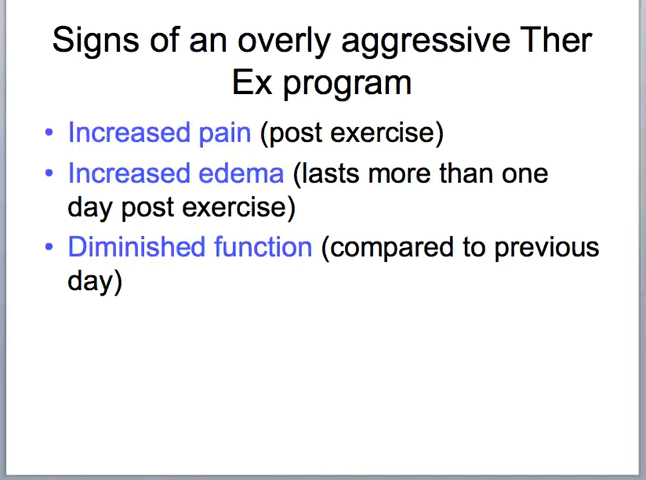 Signs of an overly aggressive Ther
Ex program
• Increased pain (post exercise)
• Increased edema (lasts more than one
day post exercise)
• Diminished function (compared to previous
day)